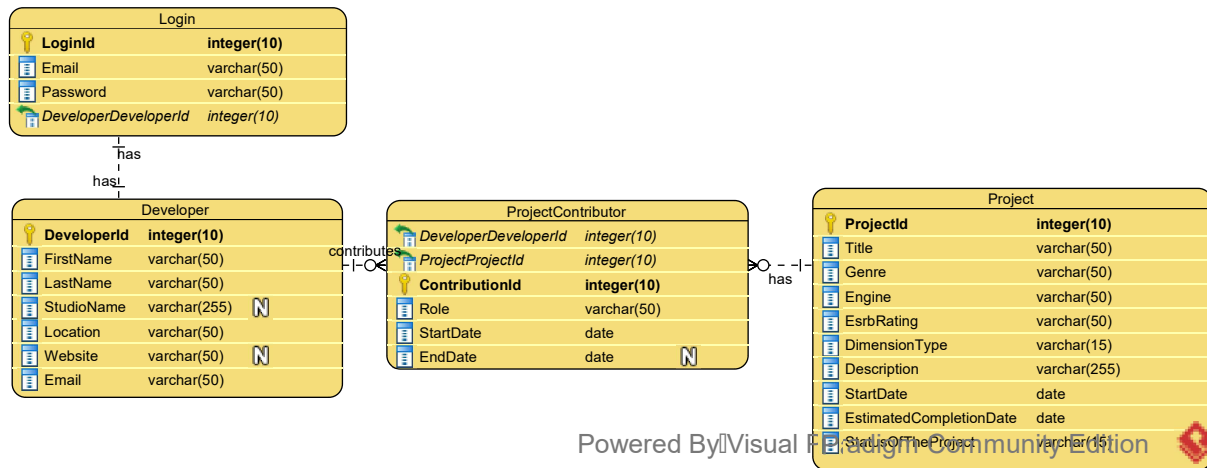 Login
LoginId integer(10)
Email varchar(50)
Password varchar(50)
DeveloperDeveloperId integer(10)
has
has
Developer
DeveloperId integer(10)
FirstName varchar(50)
LastName varchar(50)
StudioName varchar(255) N
Location varchar(50)
Website varchar(50) N
Email varchar(50)
contributes
ProjectContributor
DeveloperDeveloperId integer(10)
ProjectProjectId integer(10)
ContributionId integer(10)
Role varchar(50)
StartDate date
EndDate date N
has
Project
ProjectId integer(10)
Title varchar(50)
Genre varchar(50)
Engine varchar(50)
EsrbRating varchar(50)
DimensionType varchar(15)
Description varchar(255)
StartDate date
EstimatedCompletionDate date
StatusOfTheProject varchar(15)
Powered By Visual Paradigm Community Edition